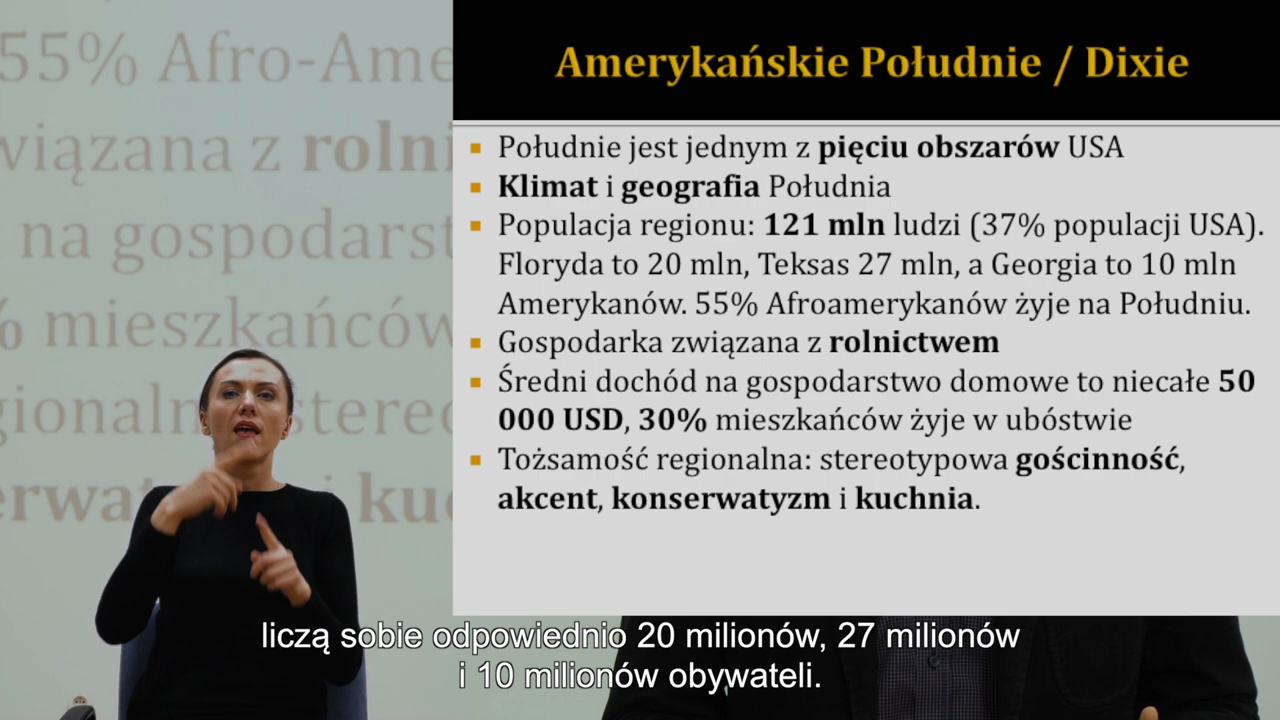 55% Afro-Ame
wiązana z rolni
na gospodarst
% mieszkańców
gionaln stereo
erwa i kuc
Amerykańskie Południe / Dixie
Południe jest jednym z pięciu obszarów USA
Klimat i geografia Południa
Populacja regionu: 121 mln ludzi (37% populacji USA).
Floryda to 20 mln, Teksas 27 mln, a Georgia to 10 mln
Amerykanów. 55% Afroamerykanów żyje na Południu.
Gospodarka związana z rolnictwem
Średni dochód na gospodarstwo domowe to niecałe 50
000 USD, 30% mieszkańców żyje w ubóstwie
Tożsamość regionalna: stereotypowa gościnność,
akcent, konserwatyzm i kuchnia.
liczą sobie odpowiednio 20 milionów, 27 milionów
i 10 milionów obywateli.